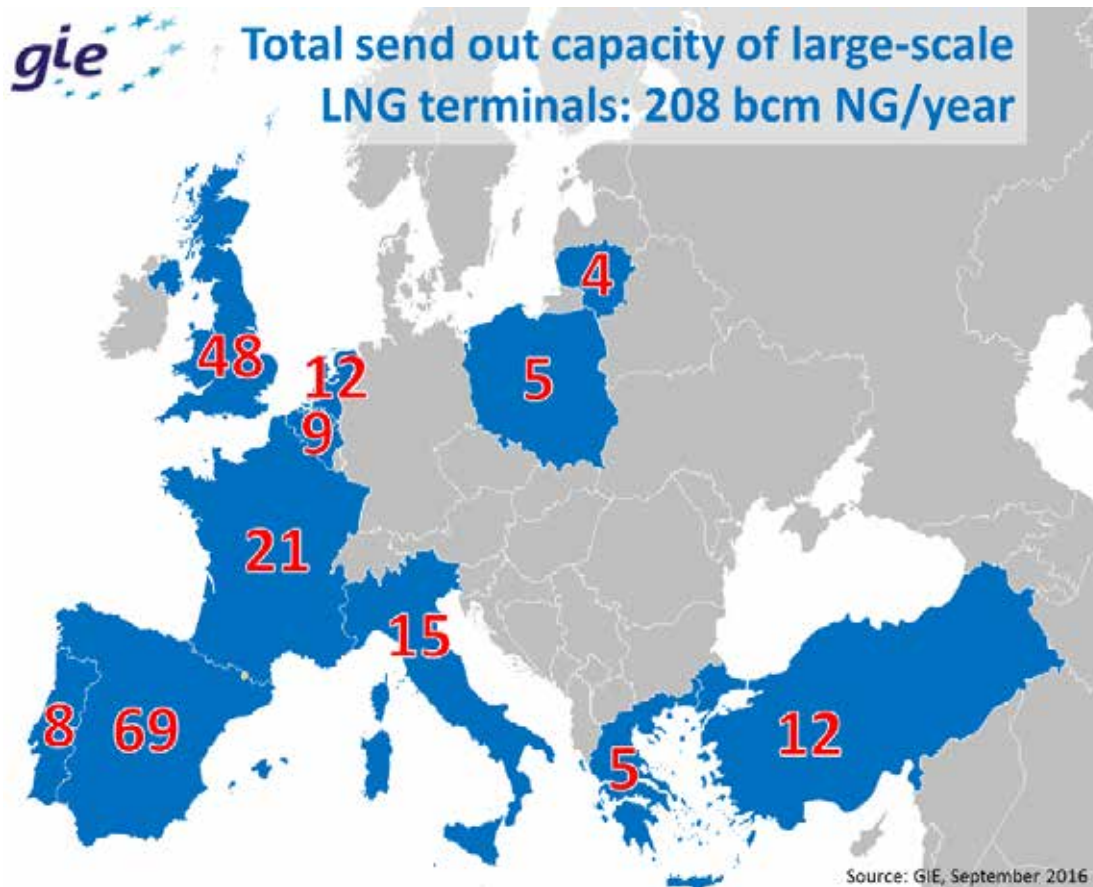 gie
Total send out capacity of large-scale
LNG terminals: 208 bcm NG/year
4
48
12
5
9
21
15
8
69
5
12
Source: GIE, September 2016